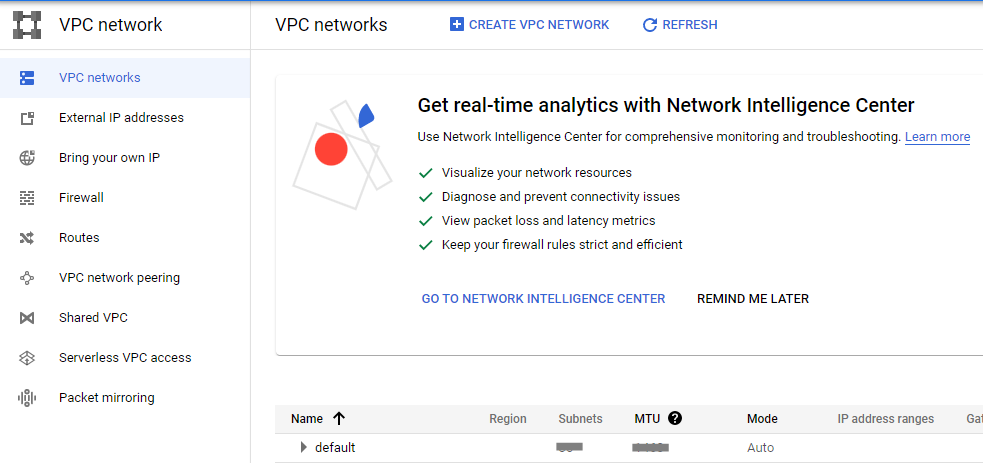 VPC network
VPC networks
CREATE VPC NETWORK
REFRESH
VPC networks
External IP addresses
Bring your own IP
Firewall
Routes
VPC network peering
Shared VPC
Serverless VPC access
Packet mirroring
Get real-time analytics with Network Intelligence Center
Use Network Intelligence Center for comprehensive monitoring and troubleshooting. Learn more
Visualize your network resources
Diagnose and prevent connectivity issues
View packet loss and latency metrics
Keep your firewall rules strict and efficient
GO TO NETWORK INTELLIGENCE CENTER REMIND ME LATER
Name Region Subnets MTU ? Mode IP address ranges
default Auto